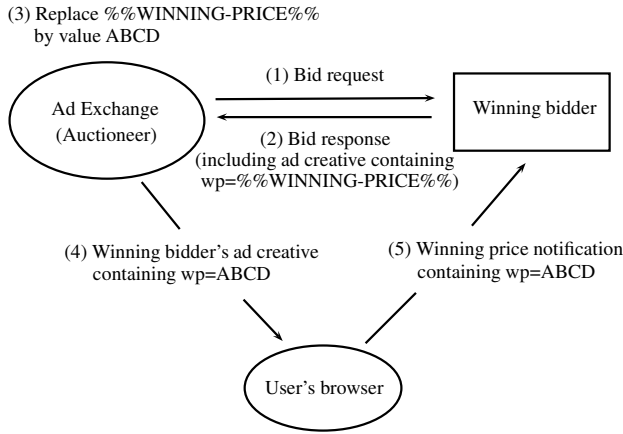 (3) Replace %%WINNING-PRICE%%
by value ABCD
(1) Bid request
Ad Exchange
(Auctioneer)
Winning bidder
(2) Bid response
(including ad creative containing
wp=%%WINNING-PRICE%%)
(4) Winning bidder's ad creative
containing wp=ABCD
(5) Winning price notification
containing wp=ABCD
User's browser